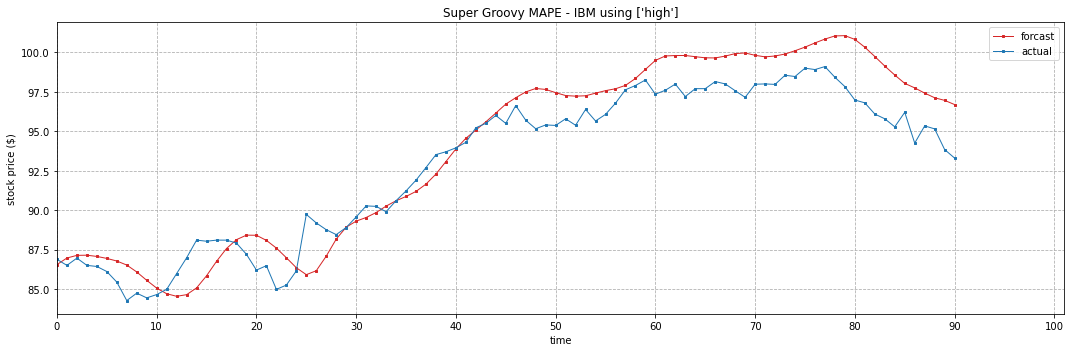 Super Groovy MAPE - IBM using ['high']
forcast
actual
stock price ($)
100.0
97.5
95.0
92.5
90.0
87.5
85.0
0 10 20 30 40 50 60 70 80 90 100
time